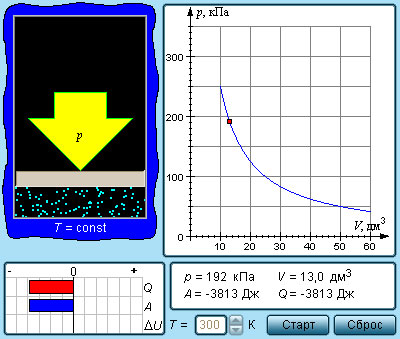 p
T = const
p, кПа
300
200
100
0
10 20 30 40 50 60
V, дм3
- 0 +
Q
A
ΔU
p = 192 кПа V = 13,0 дм3
A = -3813 Дж Q = -3813 Дж
T = 300 К Старт Сброс